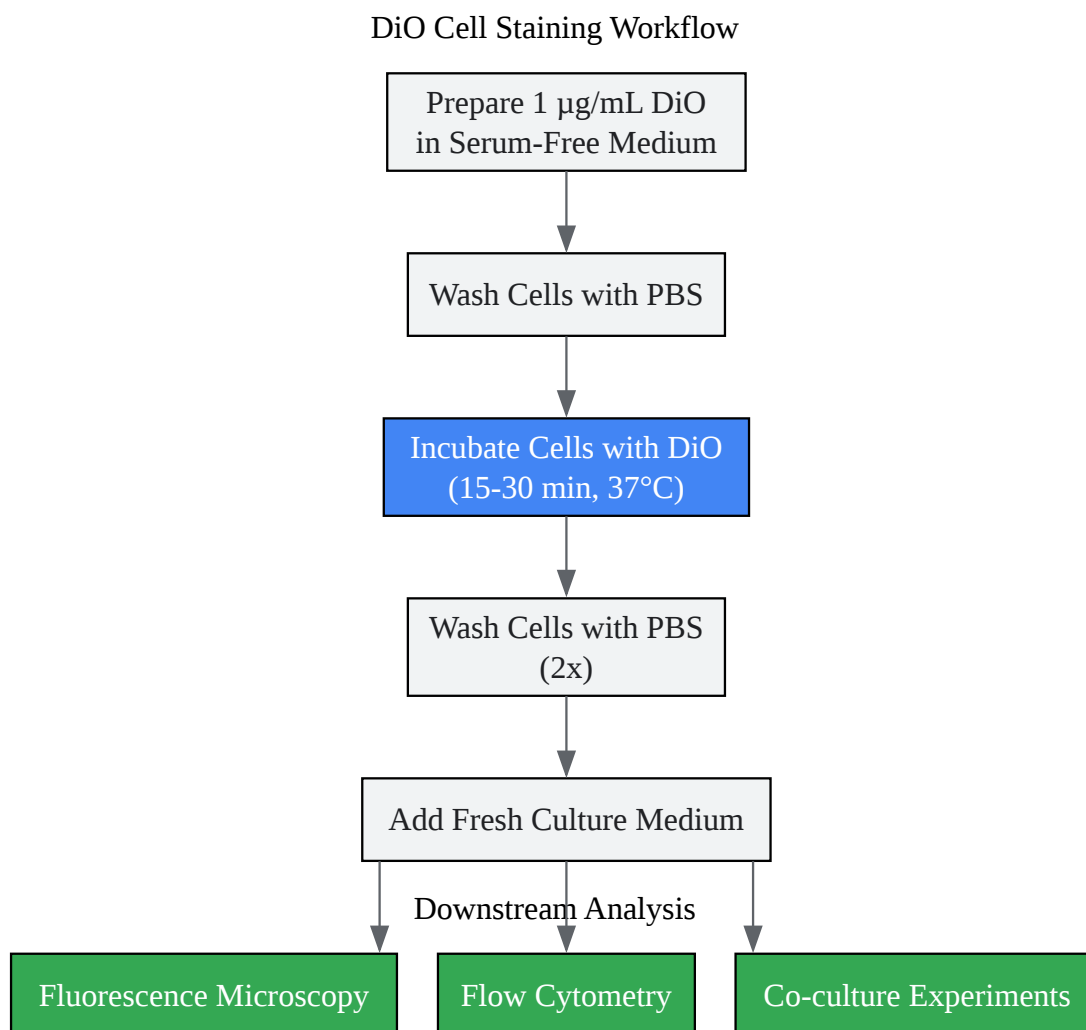 DiO Cell Staining Workflow
Prepare 1 µg/mL DiO
in Serum-Free Medium
Wash Cells with PBS
Incubate Cells with DiO
(15-30 min, 37°C)
Wash Cells with PBS
(2x)
Add Fresh Culture Medium
Downstream Analysis
Fluorescence Microscopy
Flow Cytometry
Co-culture Experiments